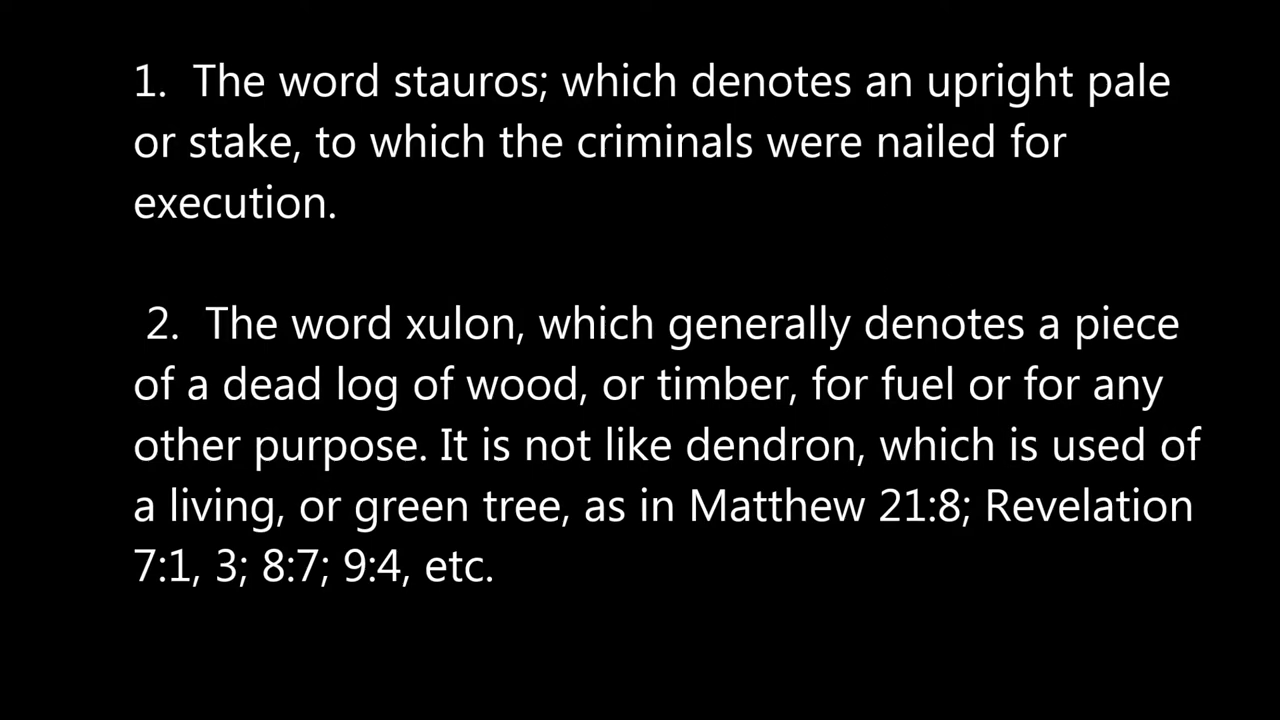 1.  The word stauros; which denotes an upright pale
or stake, to which the criminals were nailed for
execution.
2.  The word xulon, which generally denotes a piece
of a dead log of wood, or timber, for fuel or for any
other purpose. It is not like dendron, which is used of
a living, or green tree, as in Matthew 21:8; Revelation
7:1, 3; 8:7; 9:4, etc.